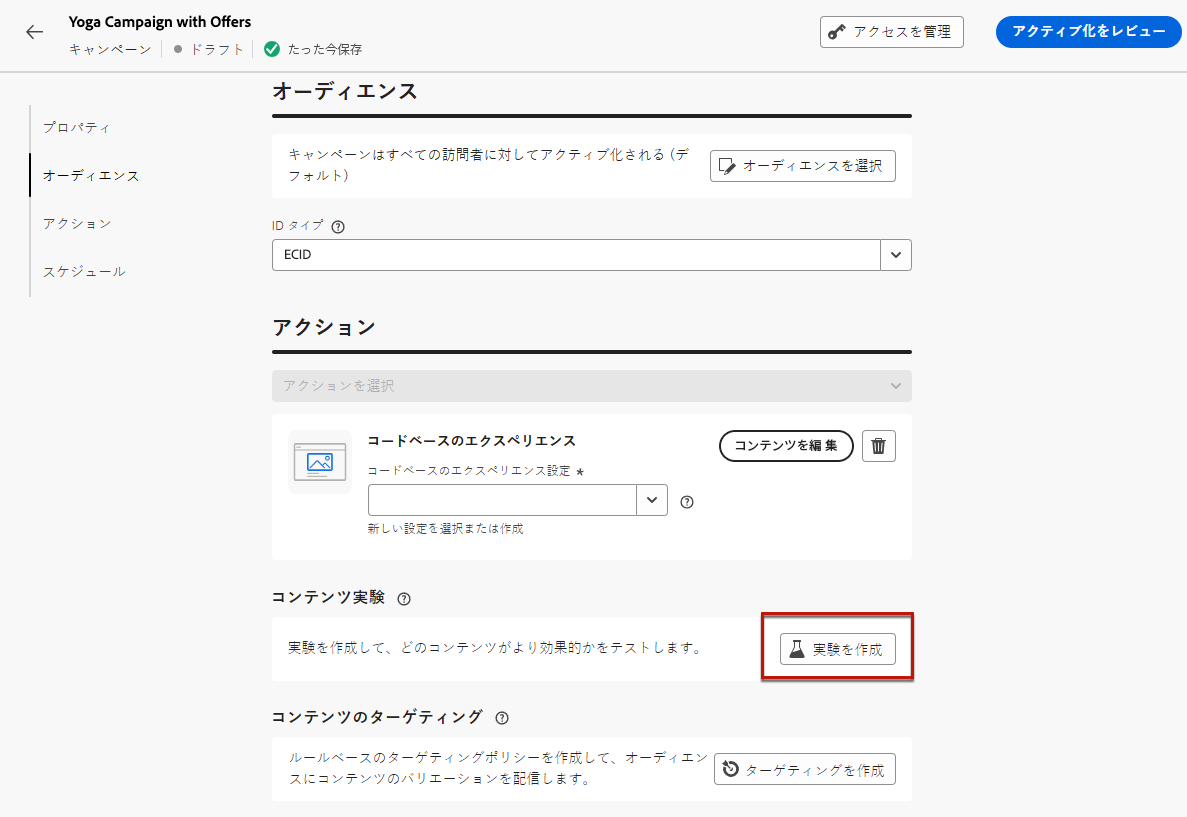 Yoga Campaign with Offers
キャンペーン ドラフト たった今保存
アクセスを管理
アクティブ化をレビュー
プロパティ
オーディエンス
アクション
スケジュール
オーディエンス
キャンペーンはすべての訪問者に対してアクティブ化される (デ
フォルト)
オーディエンスを選択
ID タイプ
ECID
アクション
アクションを選択
コードベースのエクスペリエンス
コンテンツを編 集
コードベースのエクスペリエンス設定 *
新しい設定を選択または作成
コンテンツ実験
実験を作成して、どのコンテンツがより効果的かをテストします。
実験を作成
コンテンツのターゲティング
ルールベースのターゲティングポリシーを作成して、オーディエン
スにコンテンツのバリエーションを配信します。
ターゲティングを作成